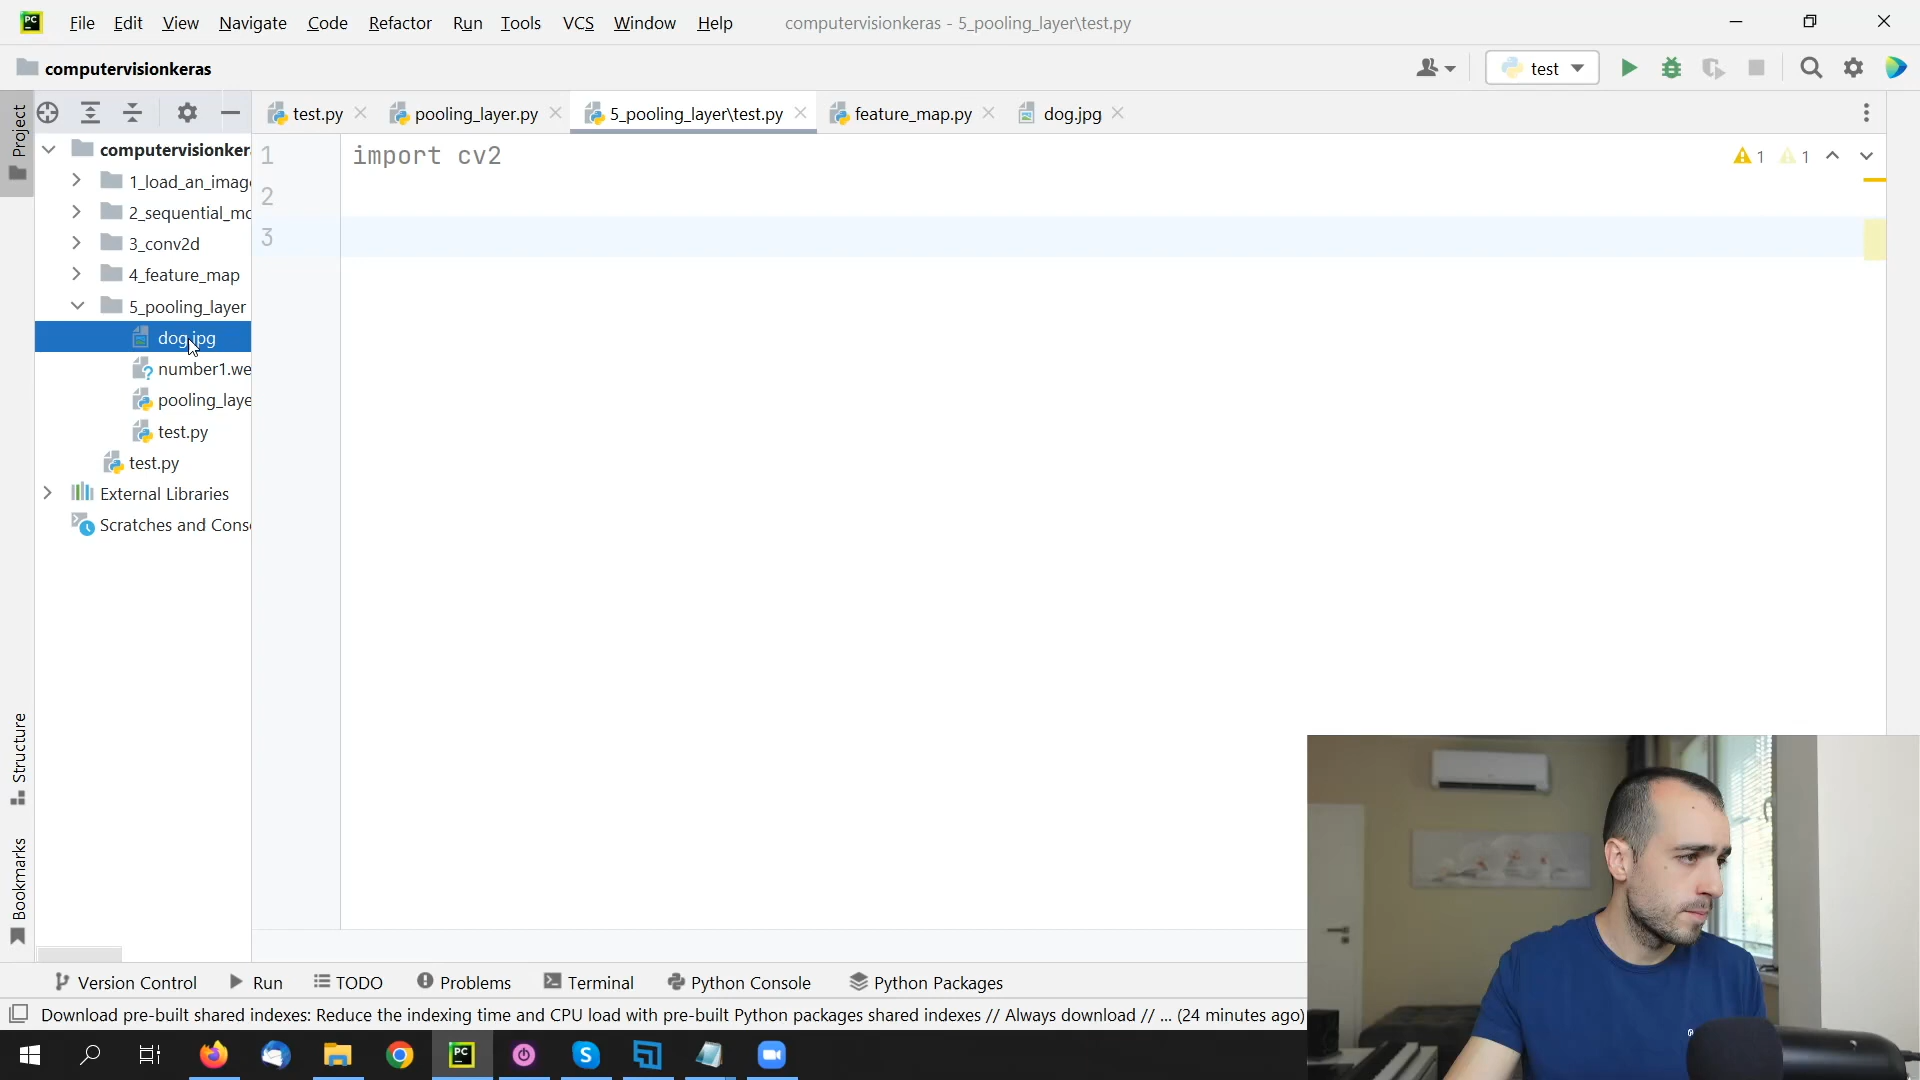 PC File Edit View Navigate Code Refactor Run Tools VCS Window Help computervisionkeras - 5_pooling_layer\test.py
computervisionkeras test
Project
test.py pooling_layer.py 5_pooling_layer\test.py feature_map.py dog.jpg
computervisionker
1_load_an_imag
2_sequential_mo
3_conv2d
4_feature_map
5_pooling_layer
dog.jpg
number1.we
pooling_laye
test.py
test.py
External Libraries
Scratches and Cons
1 import cv2
2
3
1 1
Structure
Bookmarks
Version Control Run TODO Problems Terminal Python Console Python Packages
Download pre-built shared indexes: Reduce the indexing time and CPU load with pre-built Python packages shared indexes // Always download // ... (24 minutes ago)
PC